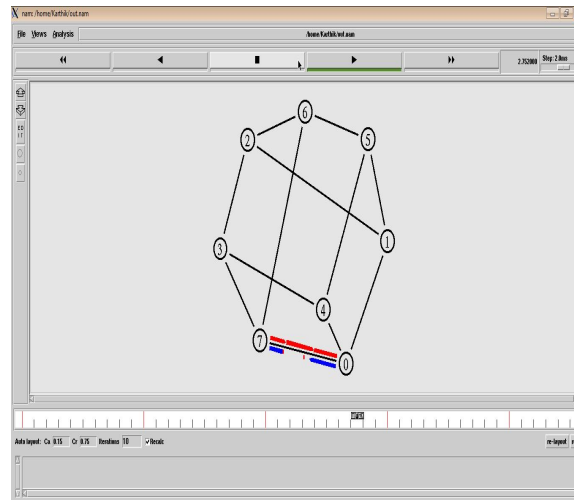 nam: /home/Karthik/out.nam
File Views Analysis /home/Karthik/out.nam
2.752000 Step: 2.0ms
ED
IT
6
2
5
1
3
4
7
0
Auto layout: Ca 0.15 Cr 0.75 Iterations 10 Recalc re-layout